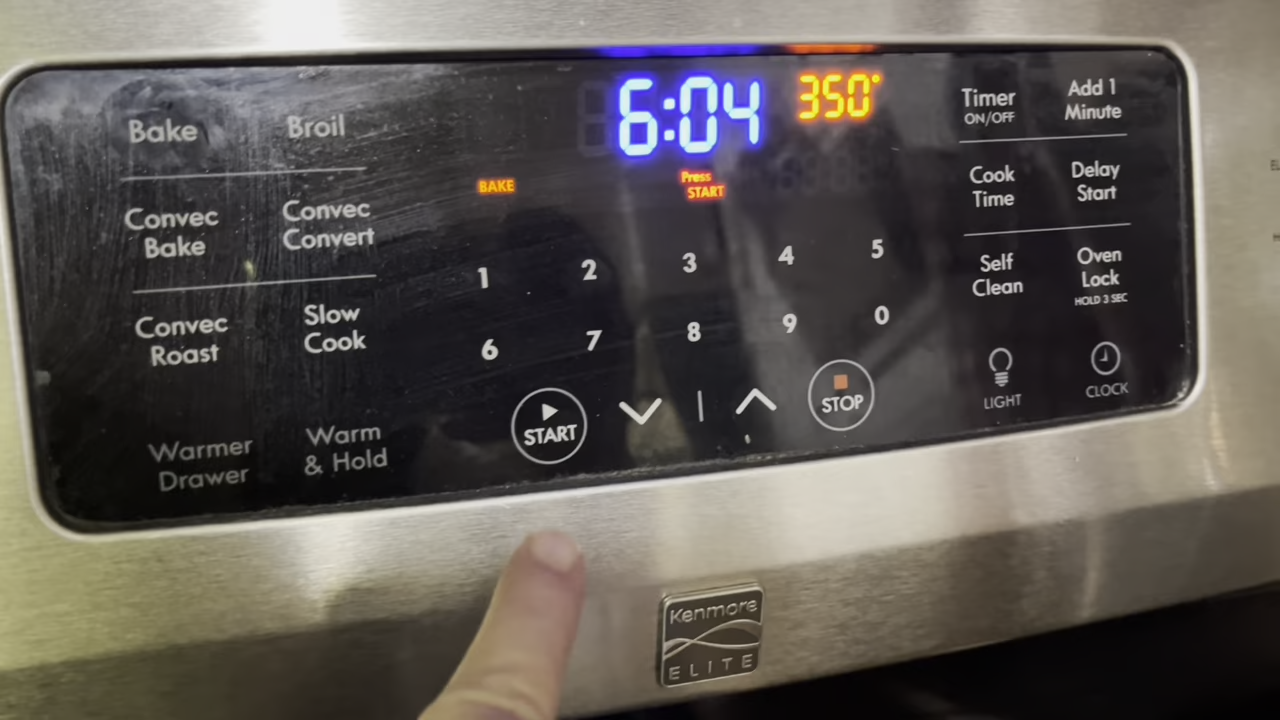 Bake
Broil
6:04
350°
Timer
ON/OFF
Add 1
Minute
BAKE
Press
START
Convec
Bake
Convec
Convert
Cook
Time
Delay
Start
1 2 3 4 5
Convec
Roast
Slow
Cook
6 7 8 9 0
Self
Clean
Oven
Lock
HOLD 3 SEC
Warmer
Drawer
Warm
& Hold
START
STOP
LIGHT
CLOCK
Kenmore
ELITE